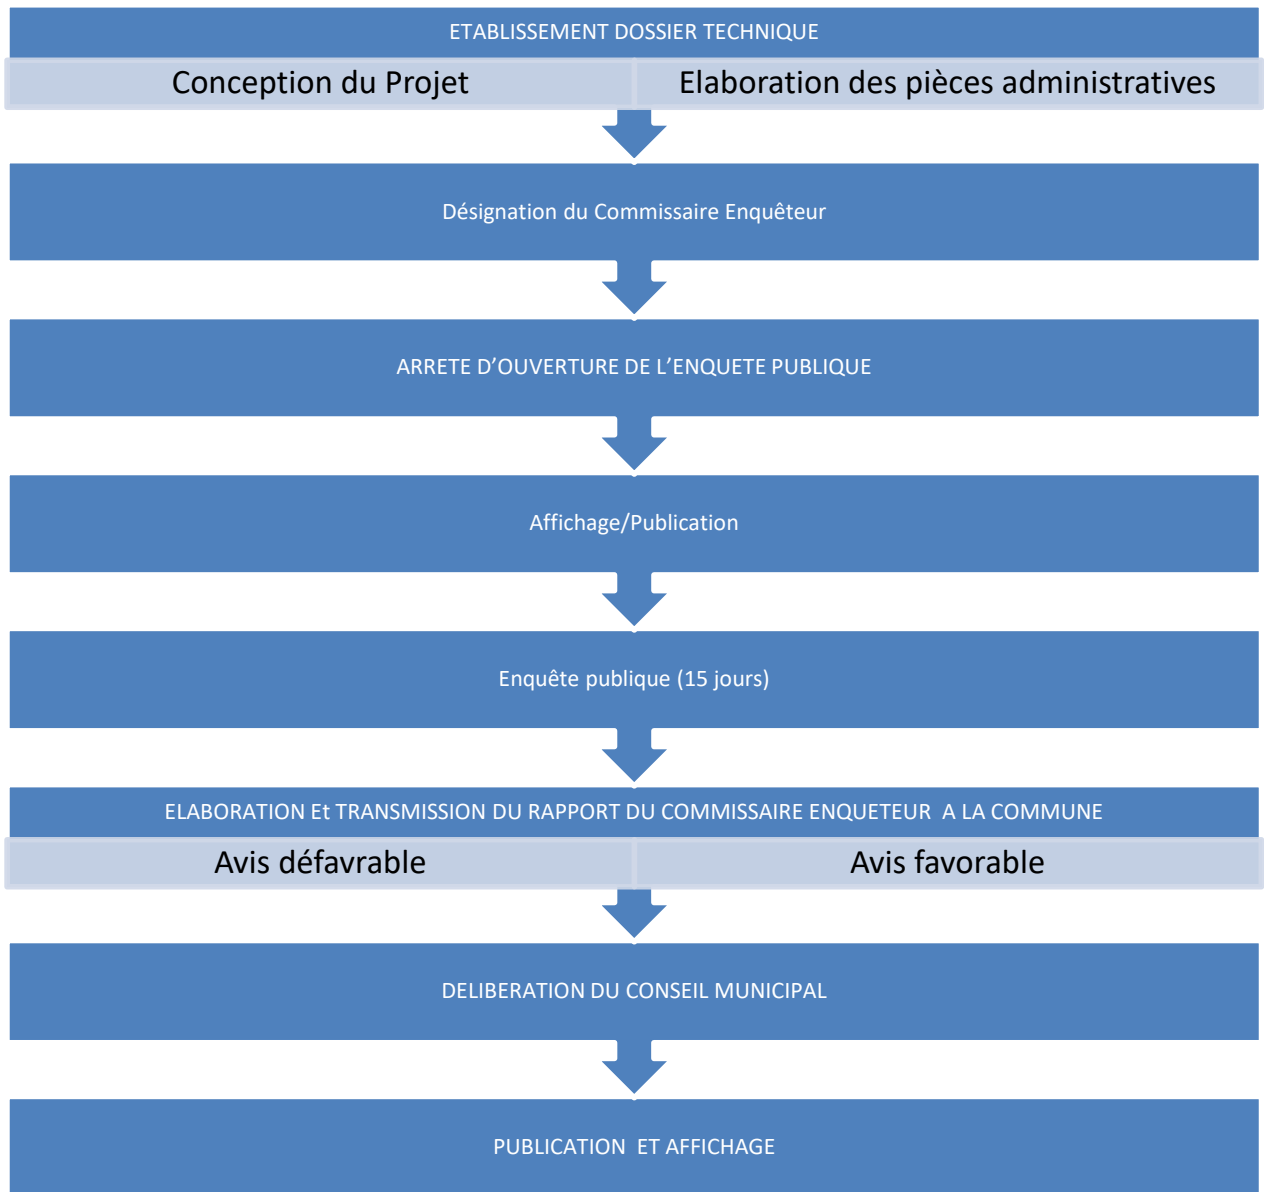 ETABLISSEMENT DOSSIER TECHNIQUE
Conception du Projet
Elaboration des pièces administratives
Désignation du Commissaire Enquêteur
ARRETE D’OUVERTURE DE L’ENQUETE PUBLIQUE
Affichage/Publication
Enquête publique (15 jours)
ELABORATION Et TRANSMISSION DU RAPPORT DU COMMISSAIRE ENQUETEUR A LA COMMUNE
Avis défavrable
Avis favorable
DELIBERATION DU CONSEIL MUNICIPAL
PUBLICATION ET AFFICHAGE